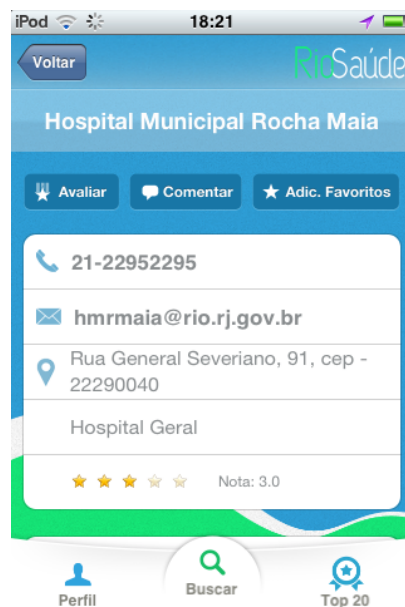 iPod 18:21
Voltar RioSaúde
Hospital Municipal Rocha Maia
Avaliar Comentar Adic. Favoritos
21-22952295
hmrmaia@rio.rj.gov.br
Rua General Severiano, 91, cep -
22290040
Hospital Geral
Nota: 3.0
Perfil Buscar Top 20